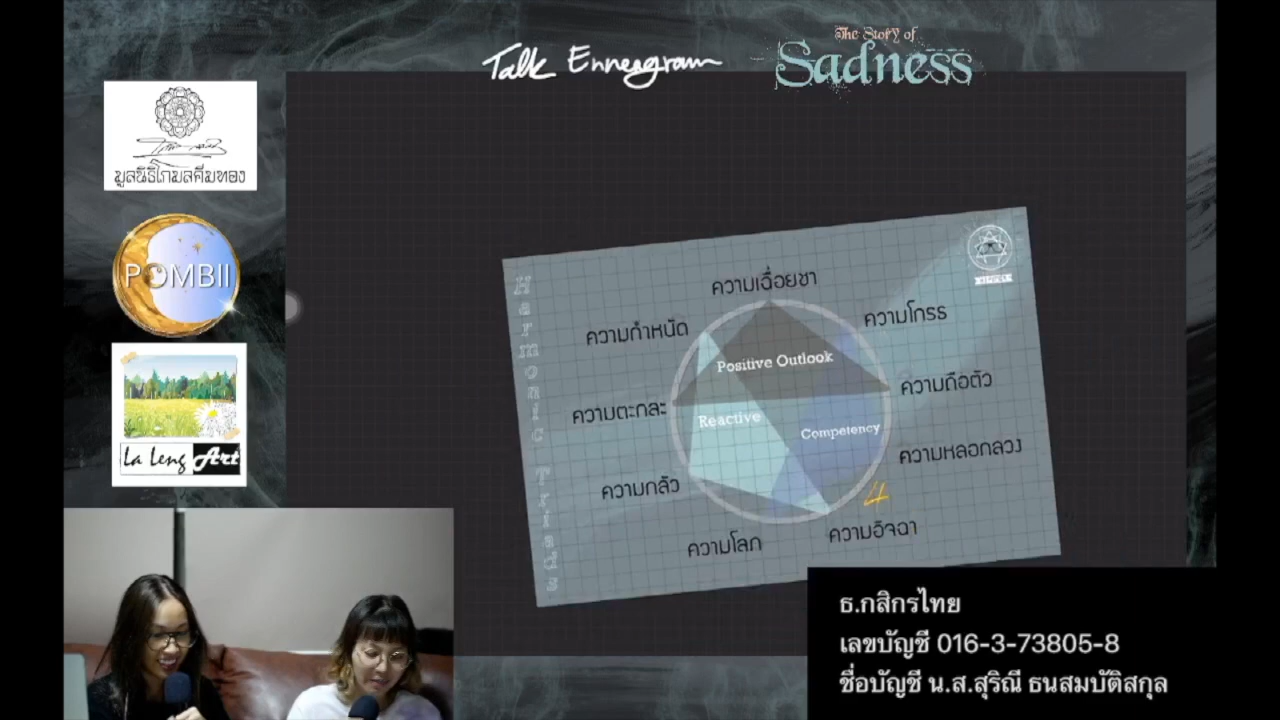 Talk Enneagram
The Story of
Sadness
มูลนิธิโกมลคีมทอง
POMBII
La Leng Art
Harmonic
ความเฉื่อยชา
ความโกรธ
ความกำหนัด
Positive Outlook
ความถือตัว
ความตะกละ
Reactive
Competency
ความหลอกลวง
ความกลัว
4
ความโลภ
ความอิจฉา
ธ.กสิกรไทย
เลขบัญชี 016-3-73805-8
ชื่อบัญชี น.ส.สุริณี ธนสมบัติสกุล